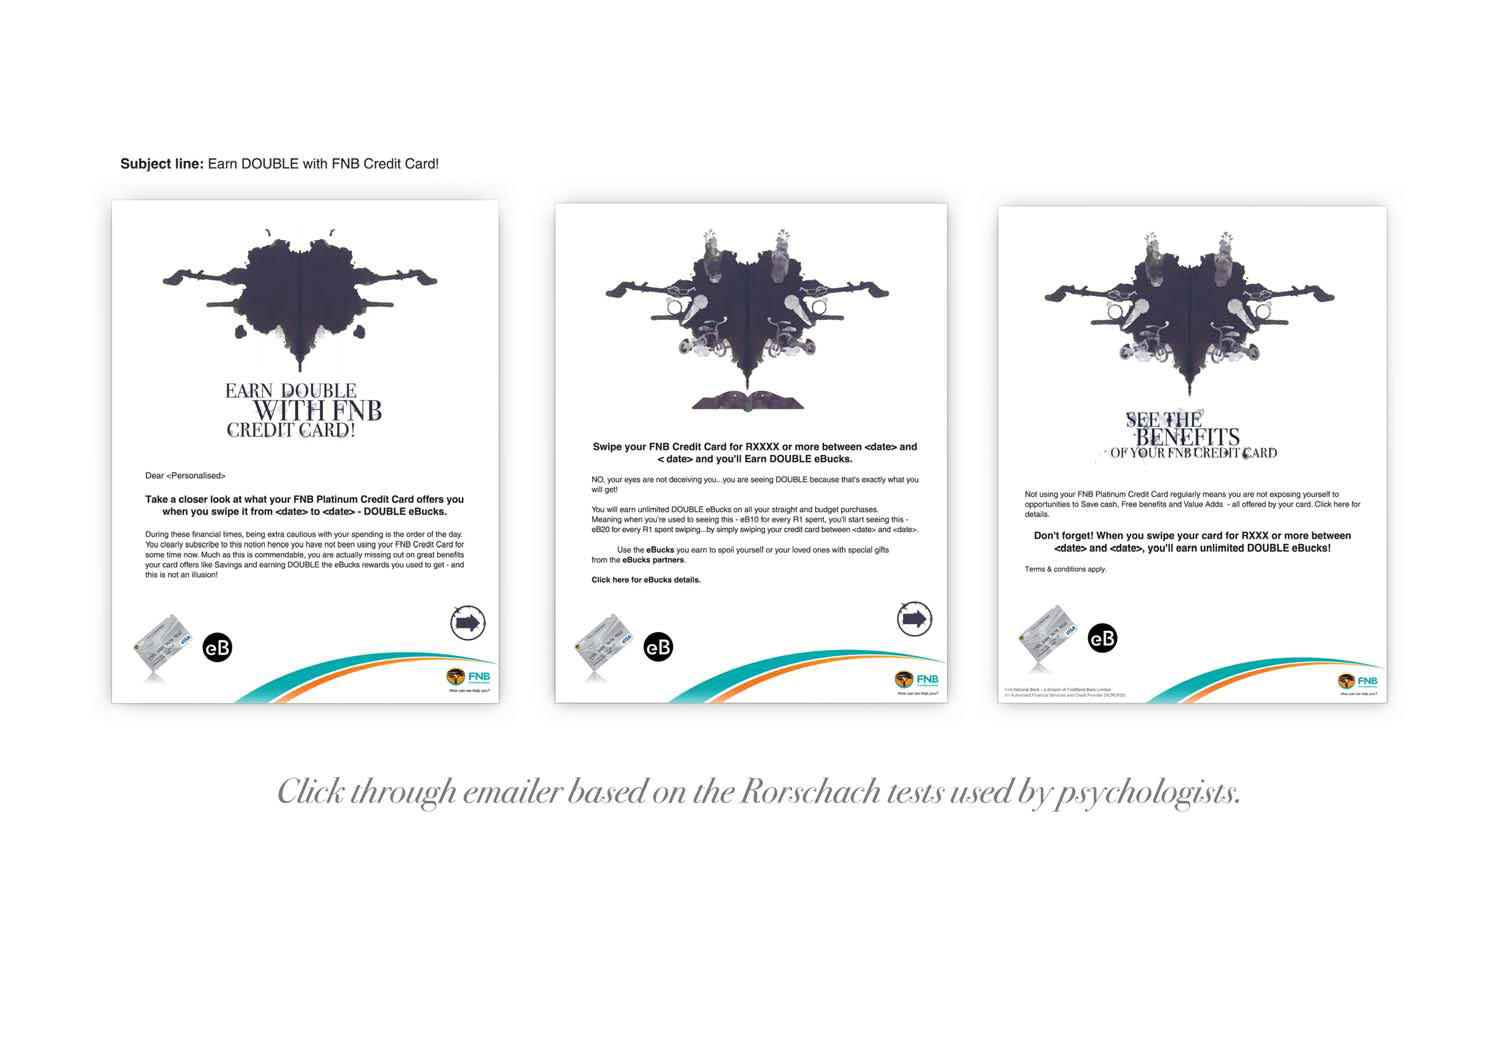 Subject line: Earn DOUBLE with FNB Credit Card!
EARN DOUBLE
WITH FNB
CREDIT CARD!
Dear <Personalised>
Take a closer look at what your FNB Platinum Credit Card offers you
when you swipe it from <date> to <date> - DOUBLE eBucks.
During these financial times, being extra cautious with your spending is the order of the day.
You clearly subscribe to this notion hence you have not been using your FNB Credit Card for
some time now. Much as this is commendable, you are actually missing out on great benefits
your card offers like Savings and earning DOUBLE the eBucks rewards you used to get - and
this is not an illusion!
VISA
eB
FNB
How can we help you?
Swipe your FNB Credit Card for RXXXX or more between <date> and
< date> and you'll Earn DOUBLE eBucks.
NO, your eyes are not deceiving you...you are seeing DOUBLE because that's exactly what you
will get!
You will earn unlimited DOUBLE eBucks on all your straight and budget purchases.
Meaning when you're used to seeing this - eB10 for every R1 spent, you'll start seeing this -
eB20 for every R1 spent swiping...by simply swiping your credit card between <date> and <date>.
Use the eBucks you earn to spoil yourself or your loved ones with special gifts
from the eBucks partners.
Click here for eBucks details.
VISA
eB
FNB
How can we help you?
SEE THE
BENEFITS
OF YOUR FNB CREDIT CARD
Not using your FNB Platinum Credit Card regularly means you are not exposing yourself to
opportunities to Save cash, Free benefits and Value Adds - all offered by your card. Click here for
details.
Don't forget! When you swipe your card for RXXX or more between
<date> and <date>, you'll earn unlimited DOUBLE eBucks!
Terms & conditions apply.
VISA
eB
First National Bank - a division of FirstRand Bank Limited.
An Authorised Financial Services and Credit Provider (NCRCP20)
FNB
How can we help you?
Click through emailer based on the Rorschach tests used by psychologists.